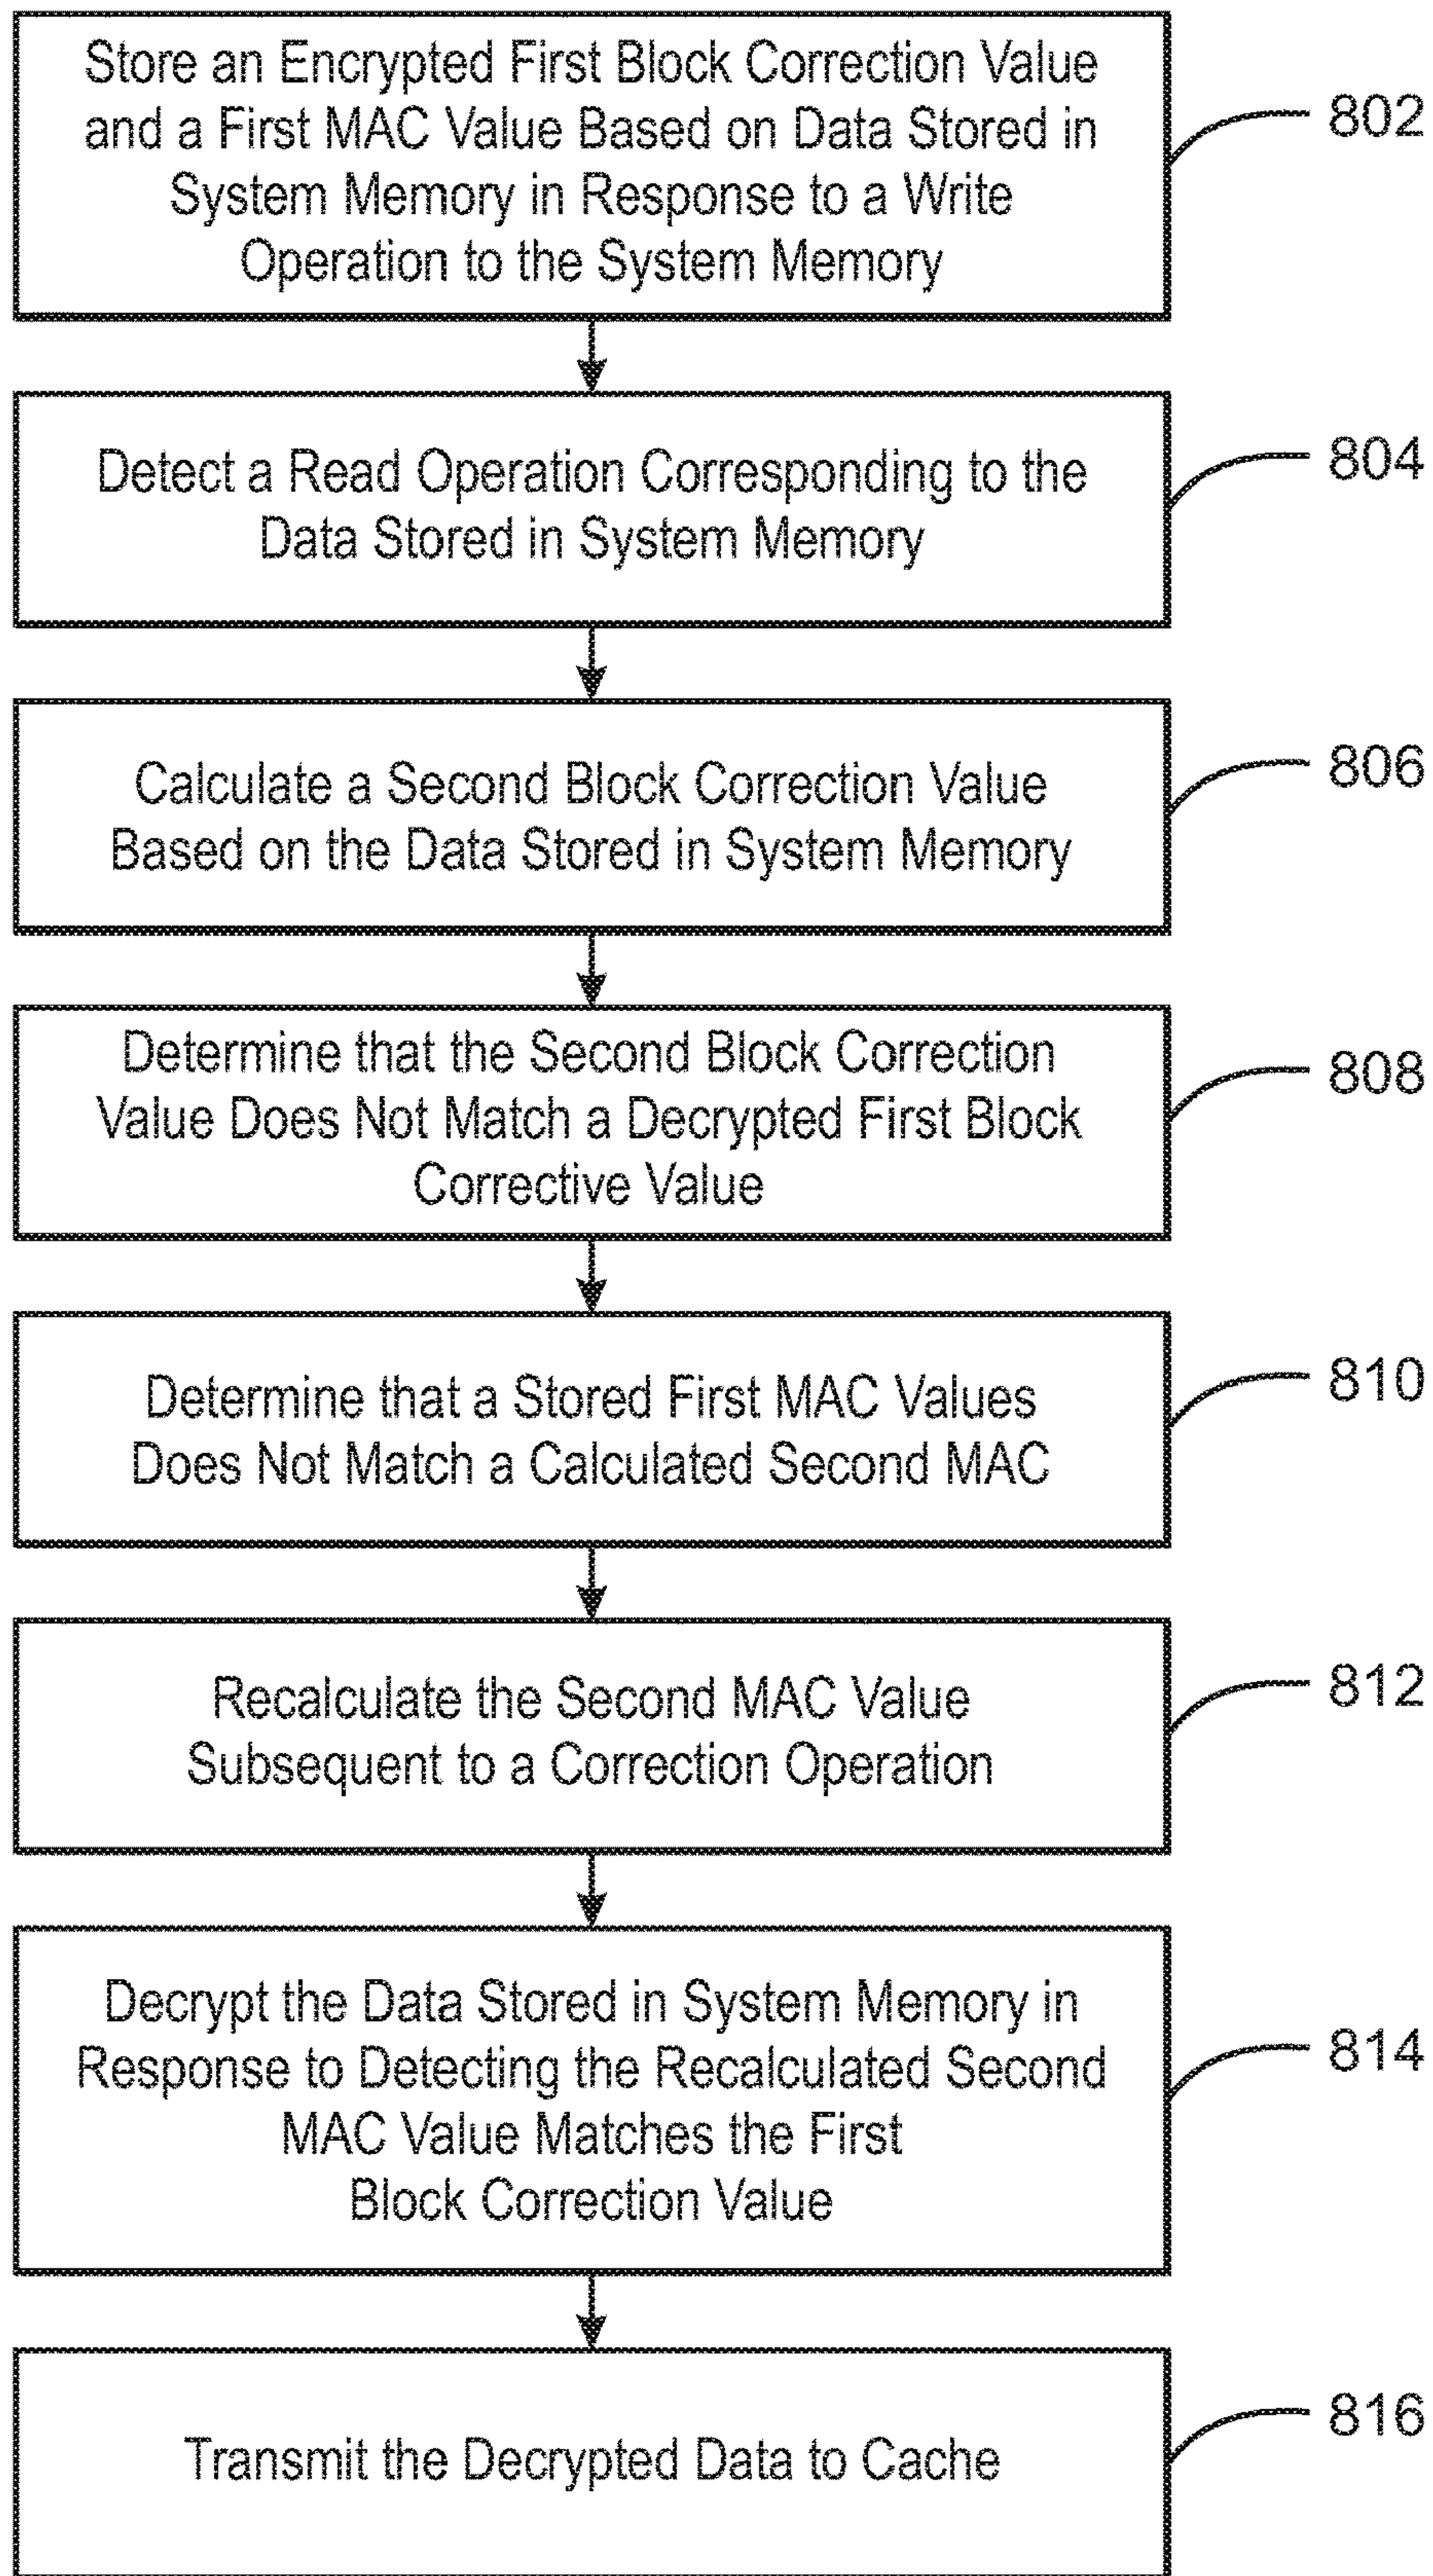 Store an Encrypted First Block Correction Value
and a First MAC Value Based on Data Stored in
System Memory in Response to a Write
Operation to the System Memory
802
Detect a Read Operation Corresponding to the
Data Stored in System Memory
804
Calculate a Second Block Correction Value
Based on the Data Stored in System Memory
806
Determine that the Second Block Correction
Value Does Not Match a Decrypted First Block
Corrective Value
808
Determine that a Stored First MAC Values
Does Not Match a Calculated Second MAC
810
Recalculate the Second MAC Value
Subsequent to a Correction Operation
812
Decrypt the Data Stored in System Memory in
Response to Detecting the Recalculated Second
MAC Value Matches the First
Block Correction Value
814
Transmit the Decrypted Data to Cache
816